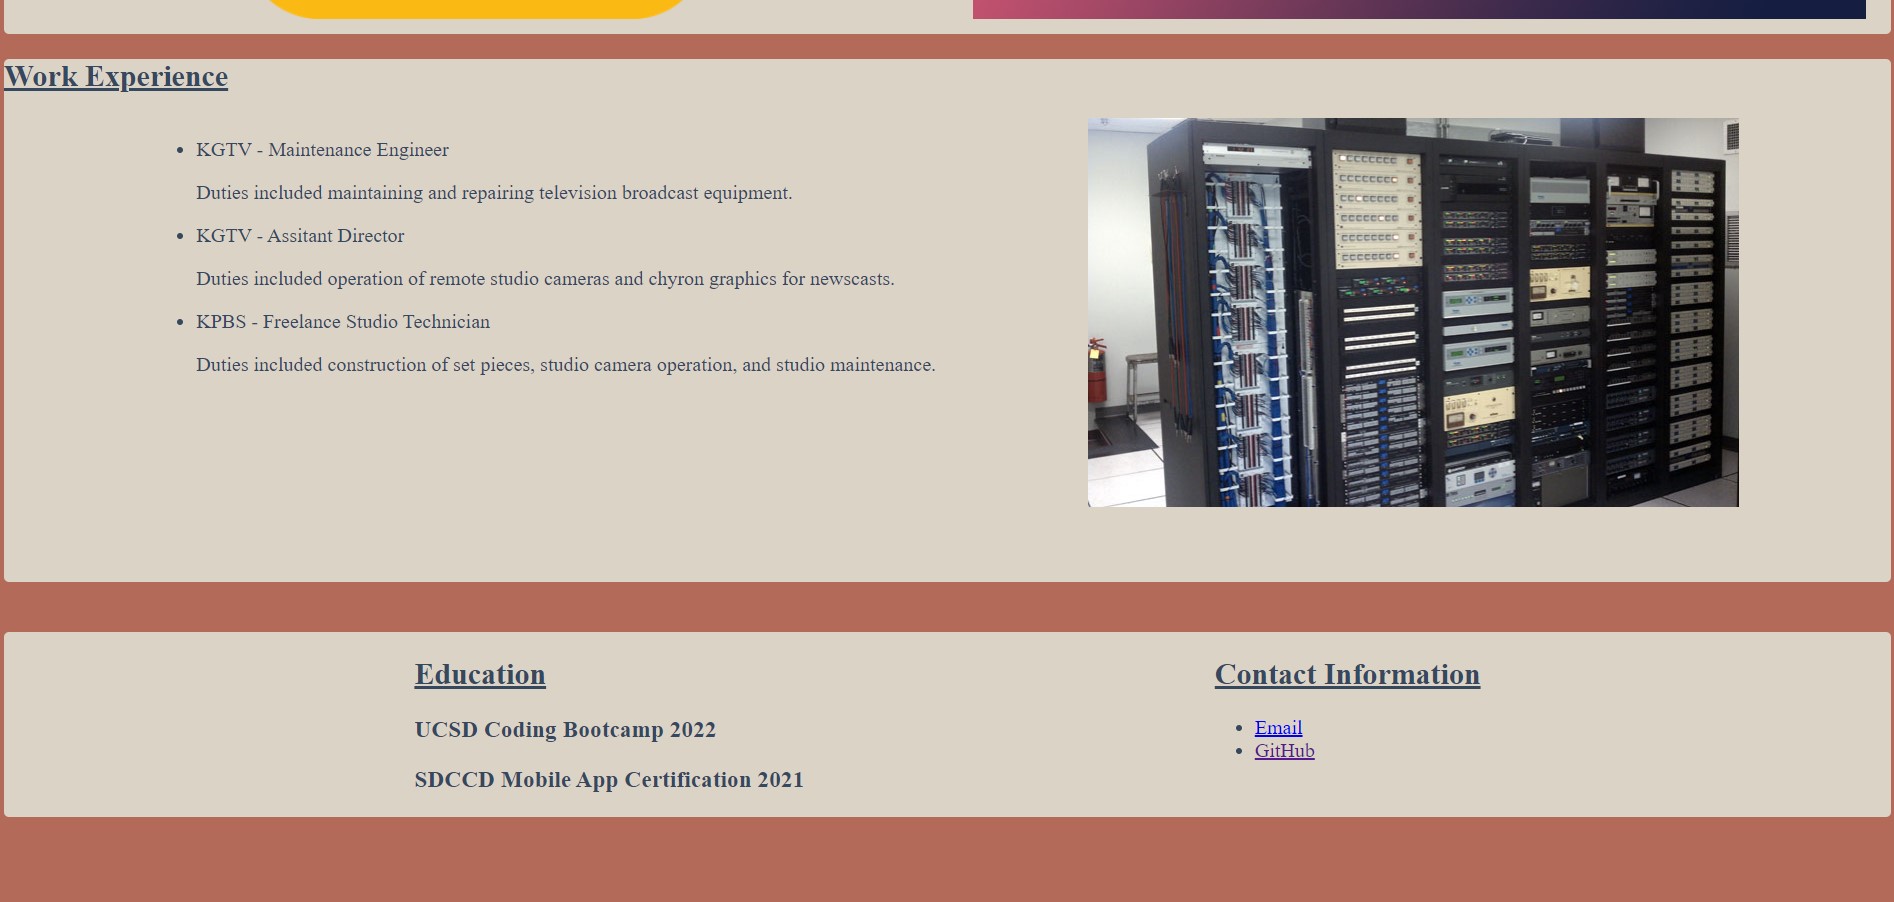 Work Experience
KGTV - Maintenance Engineer
Duties included maintaining and repairing television broadcast equipment.
KGTV - Assitant Director
Duties included operation of remote studio cameras and chyron graphics for newscasts.
KPBS - Freelance Studio Technician
Duties included construction of set pieces, studio camera operation, and studio maintenance.
Education
UCSD Coding Bootcamp 2022
SDCCD Mobile App Certification 2021
Contact Information
Email
GitHub